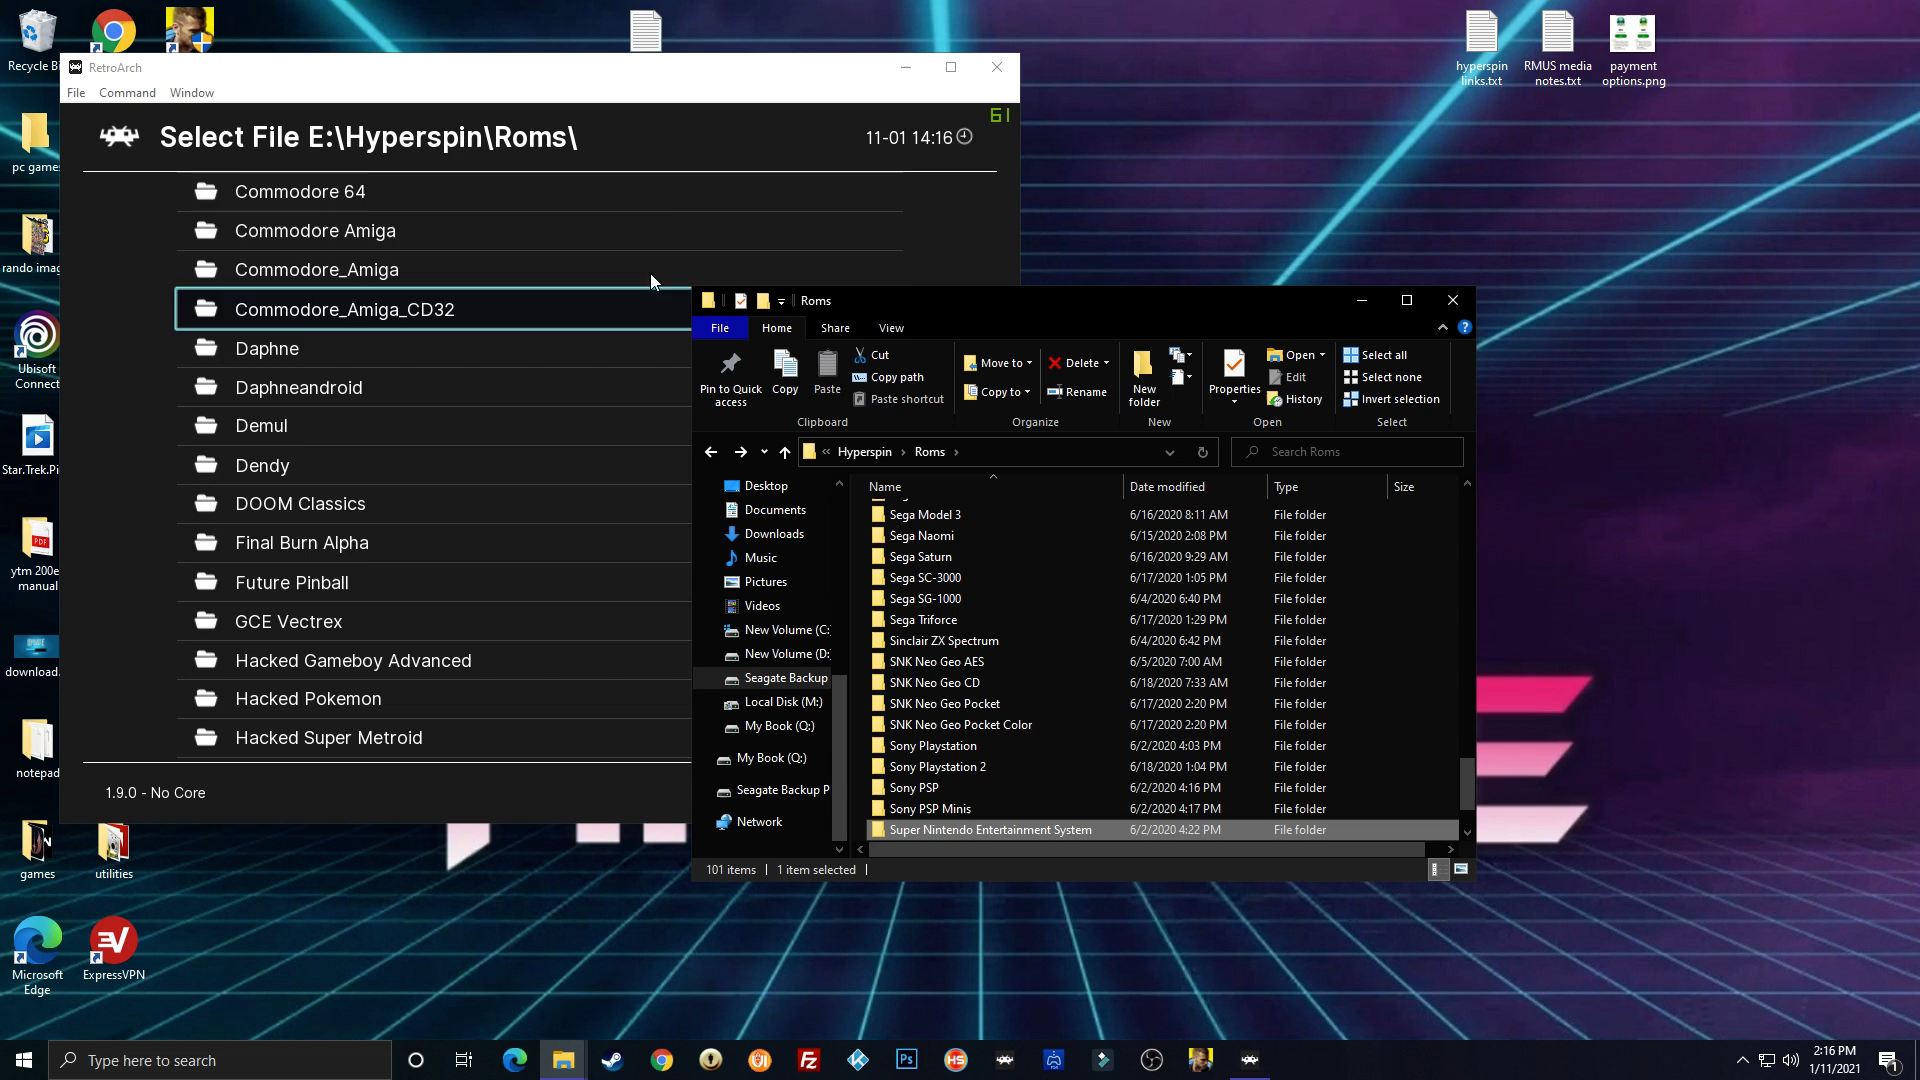 Recycle Bi
hyperspin
links.txt
RMUS media
notes.txt
payment
options.png
RetroArch
File Command Window
61
Select File E:\Hyperspin\Roms\
11-01 14:16
Commodore 64
Commodore Amiga
Commodore_Amiga
Commodore_Amiga_CD32
Daphne
Daphneandroid
Demul
Dendy
DOOM Classics
Final Burn Alpha
Future Pinball
GCE Vectrex
Hacked Gameboy Advanced
Hacked Pokemon
Hacked Super Metroid
1.9.0 - No Core
pc game
rando imag
Ubisoft
Connect
Star.Trek.Pi
PDF
ytm 200e
manual
download.
notepad
games
utilities
Microsoft
Edge
EV
ExpressVPN
Roms
File Home Share View
Pin to Quick
access
Copy
Paste
Cut
Copy path
Paste shortcut
Clipboard
Move to
Copy to
Delete
Rename
Organize
New
folder
New
Properties
Open
Edit
History
Open
Select all
Select none
Invert selection
Select
« Hyperspin › Roms ›
Search Roms
Desktop
Documents
Downloads
Music
Pictures
Videos
New Volume (C:
New Volume (D:
Seagate Backup
Local Disk (M:)
My Book (Q:)
My Book (Q:)
Seagate Backup P
Network
Name Date modified Type Size
Sega Model 3 6/16/2020 8:11 AM File folder
Sega Naomi 6/15/2020 2:08 PM File folder
Sega Saturn 6/16/2020 9:29 AM File folder
Sega SC-3000 6/17/2020 1:05 PM File folder
Sega SG-1000 6/4/2020 6:40 PM File folder
Sega Triforce 6/17/2020 1:29 PM File folder
Sinclair ZX Spectrum 6/4/2020 6:42 PM File folder
SNK Neo Geo AES 6/5/2020 7:00 AM File folder
SNK Neo Geo CD 6/18/2020 7:33 AM File folder
SNK Neo Geo Pocket 6/17/2020 2:20 PM File folder
SNK Neo Geo Pocket Color 6/17/2020 2:20 PM File folder
Sony Playstation 6/2/2020 4:03 PM File folder
Sony Playstation 2 6/18/2020 1:04 PM File folder
Sony PSP 6/2/2020 4:16 PM File folder
Sony PSP Minis 6/2/2020 4:17 PM File folder
Super Nintendo Entertainment System 6/2/2020 4:22 PM File folder
101 items 1 item selected
Type here to search
Fz
Ps
HS
2:16 PM
1/11/2021
1